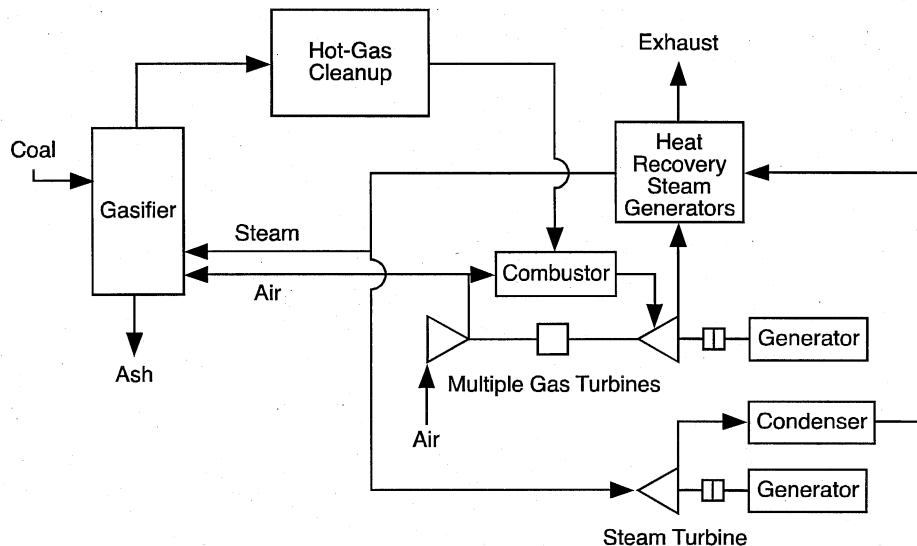 Hot-Gas
Cleanup
Exhaust
Coal
Heat
Recovery
Steam
Generators
Gasifier
Steam
Combustor
Air
Generator
Ash
Multiple Gas Turbines
Air
Condenser
Generator
Steam Turbine